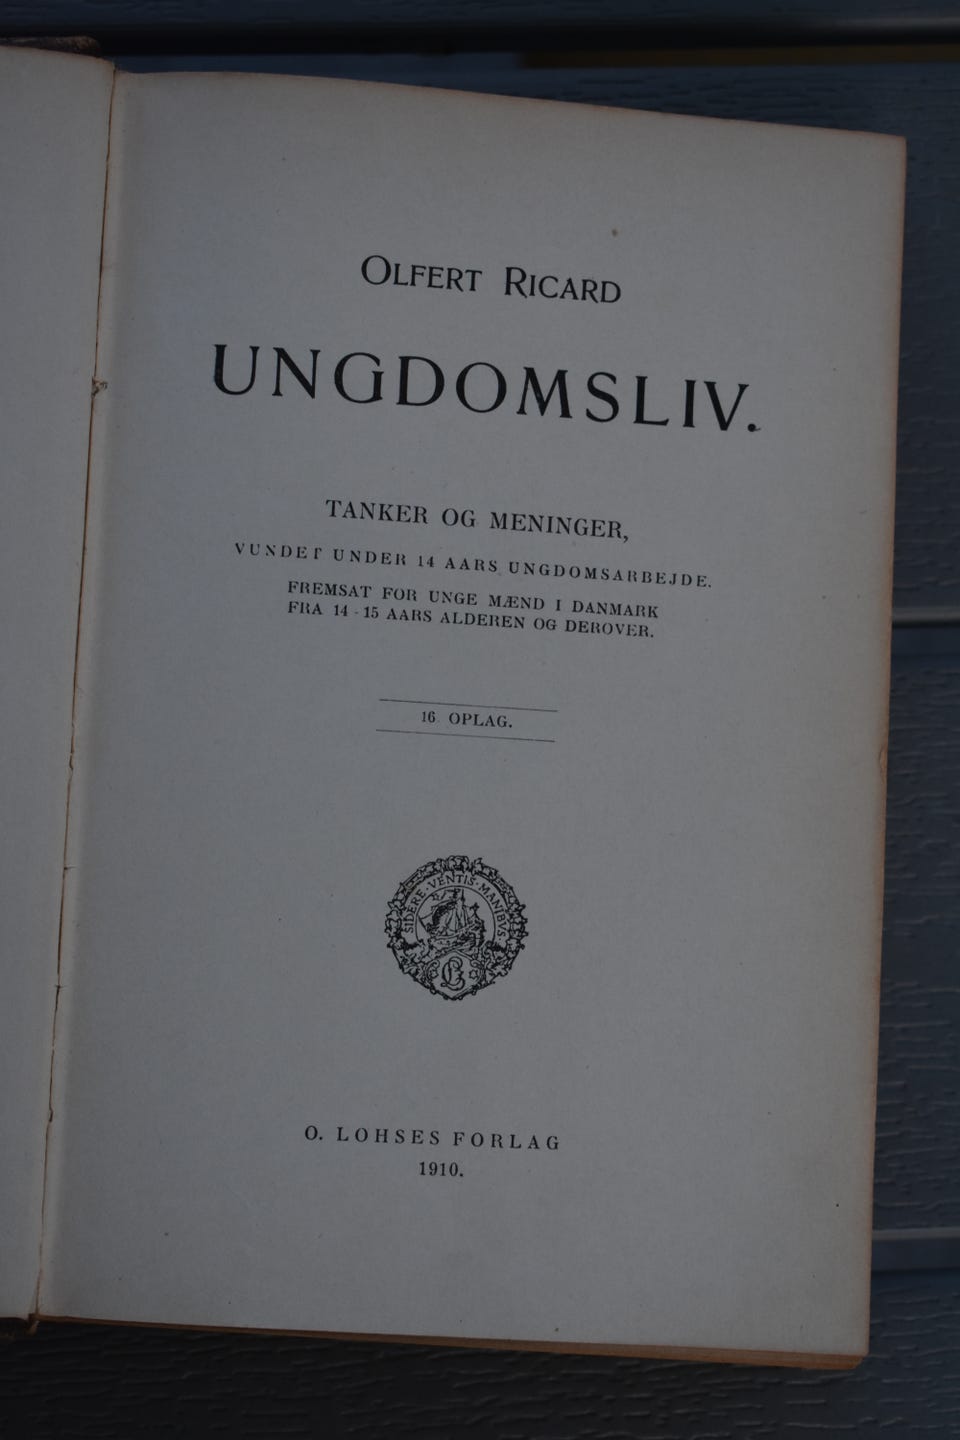 OLFERT RICARD
UNGDOMSLIV.
TANKER OG MENINGER,
VUNDET UNDER 14 AARS UNGDOMSARBEJDE.
FREMSAT FOR UNGE MÆND I DANMARK
FRA 14-15 AARS ALDEREN OG DEROVER.
16 OPLAG.
SIDERE·VENTIS·MANIBVS
O. LOHSES FORLAG
1910.